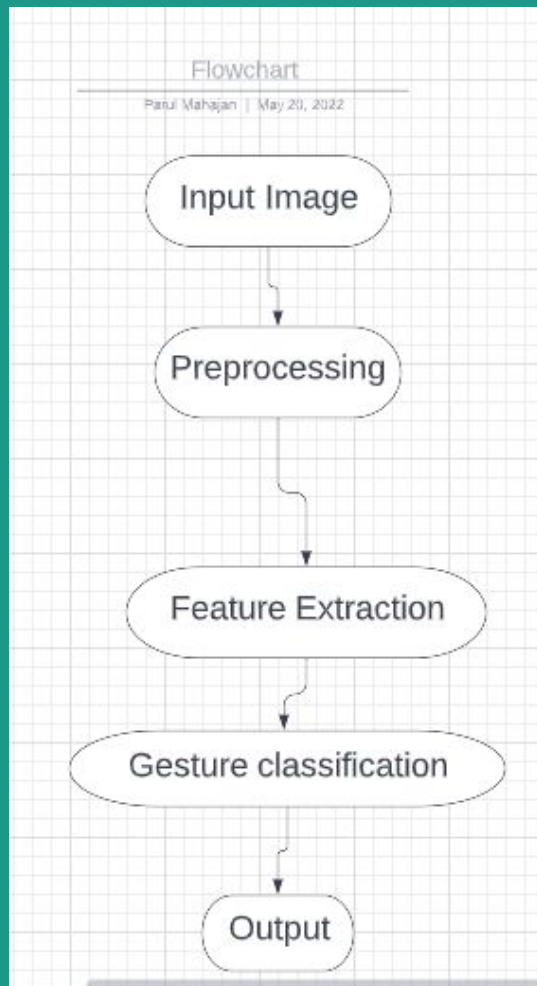 Flowchart
Parul Mahajan | May 20, 2022
Input Image
Preprocessing
Feature Extraction
Gesture classification
Output